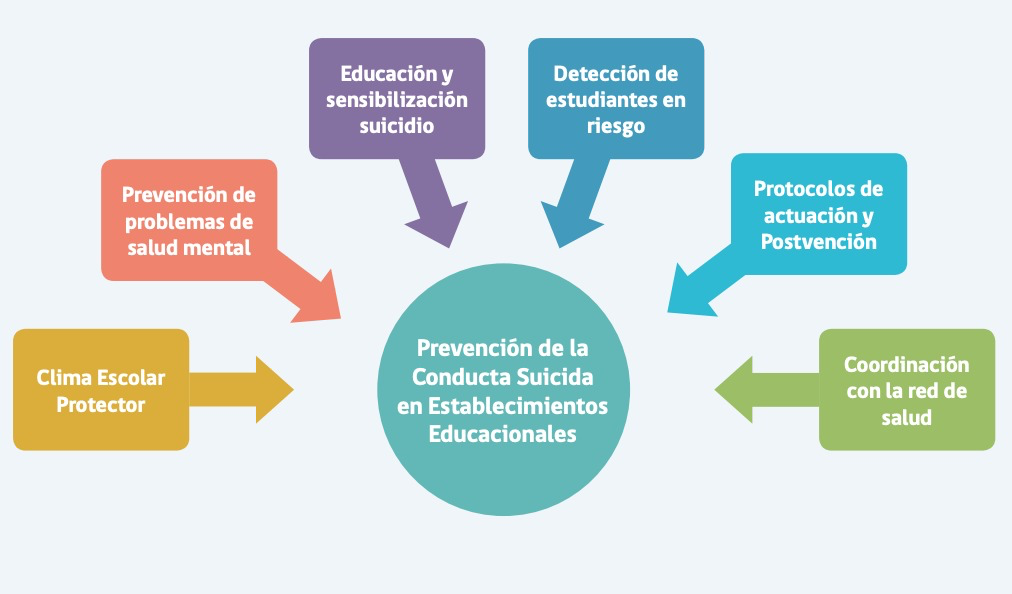 Educación y
sensibilización
suicidio
Detección de
estudiantes en
riesgo
Prevención de
problemas de
salud mental
Protocolos de
actuación y
Postvención
Clima Escolar
Protector
Prevención de la
Conducta Suicida
en Establecimientos
Educacionales
Coordinación
con la red de
salud